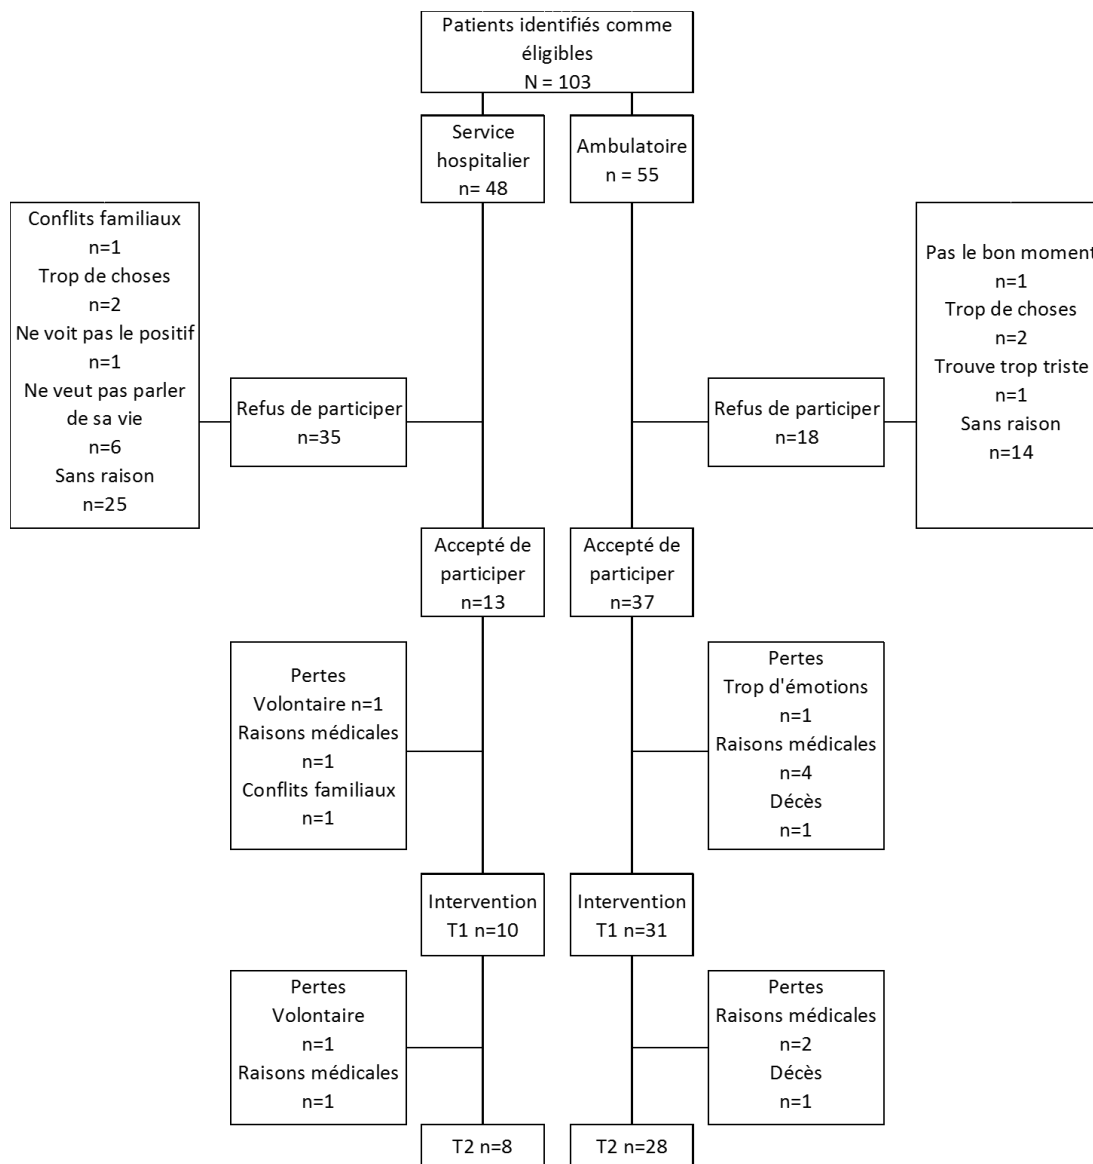 Patients identifiés comme
éligibles
N = 103
Service
hospitalier
n= 48
Ambulatoire
n = 55
Conflits familiaux
n=1
Trop de choses
n=2
Ne voit pas le positif
n=1
Ne veut pas parler
de sa vie
n=6
Sans raison
n=25
Refus de participer
n=35
Refus de participer
n=18
Pas le bon moment
n=1
Trop de choses
n=2
Trouve trop triste
n=1
Sans raison
n=14
Accepté de
participer
n=13
Accepté de
participer
n=37
Pertes
Volontaire n=1
Raisons médicales
n=1
Conflits familiaux
n=1
Pertes
Trop d'émotions
n=1
Raisons médicales
n=4
Décès
n=1
Intervention
T1 n=10
Intervention
T1 n=31
Pertes
Volontaire
n=1
Raisons médicales
n=1
Pertes
Raisons médicales
n=2
Décès
n=1
T2 n=8
T2 n=28